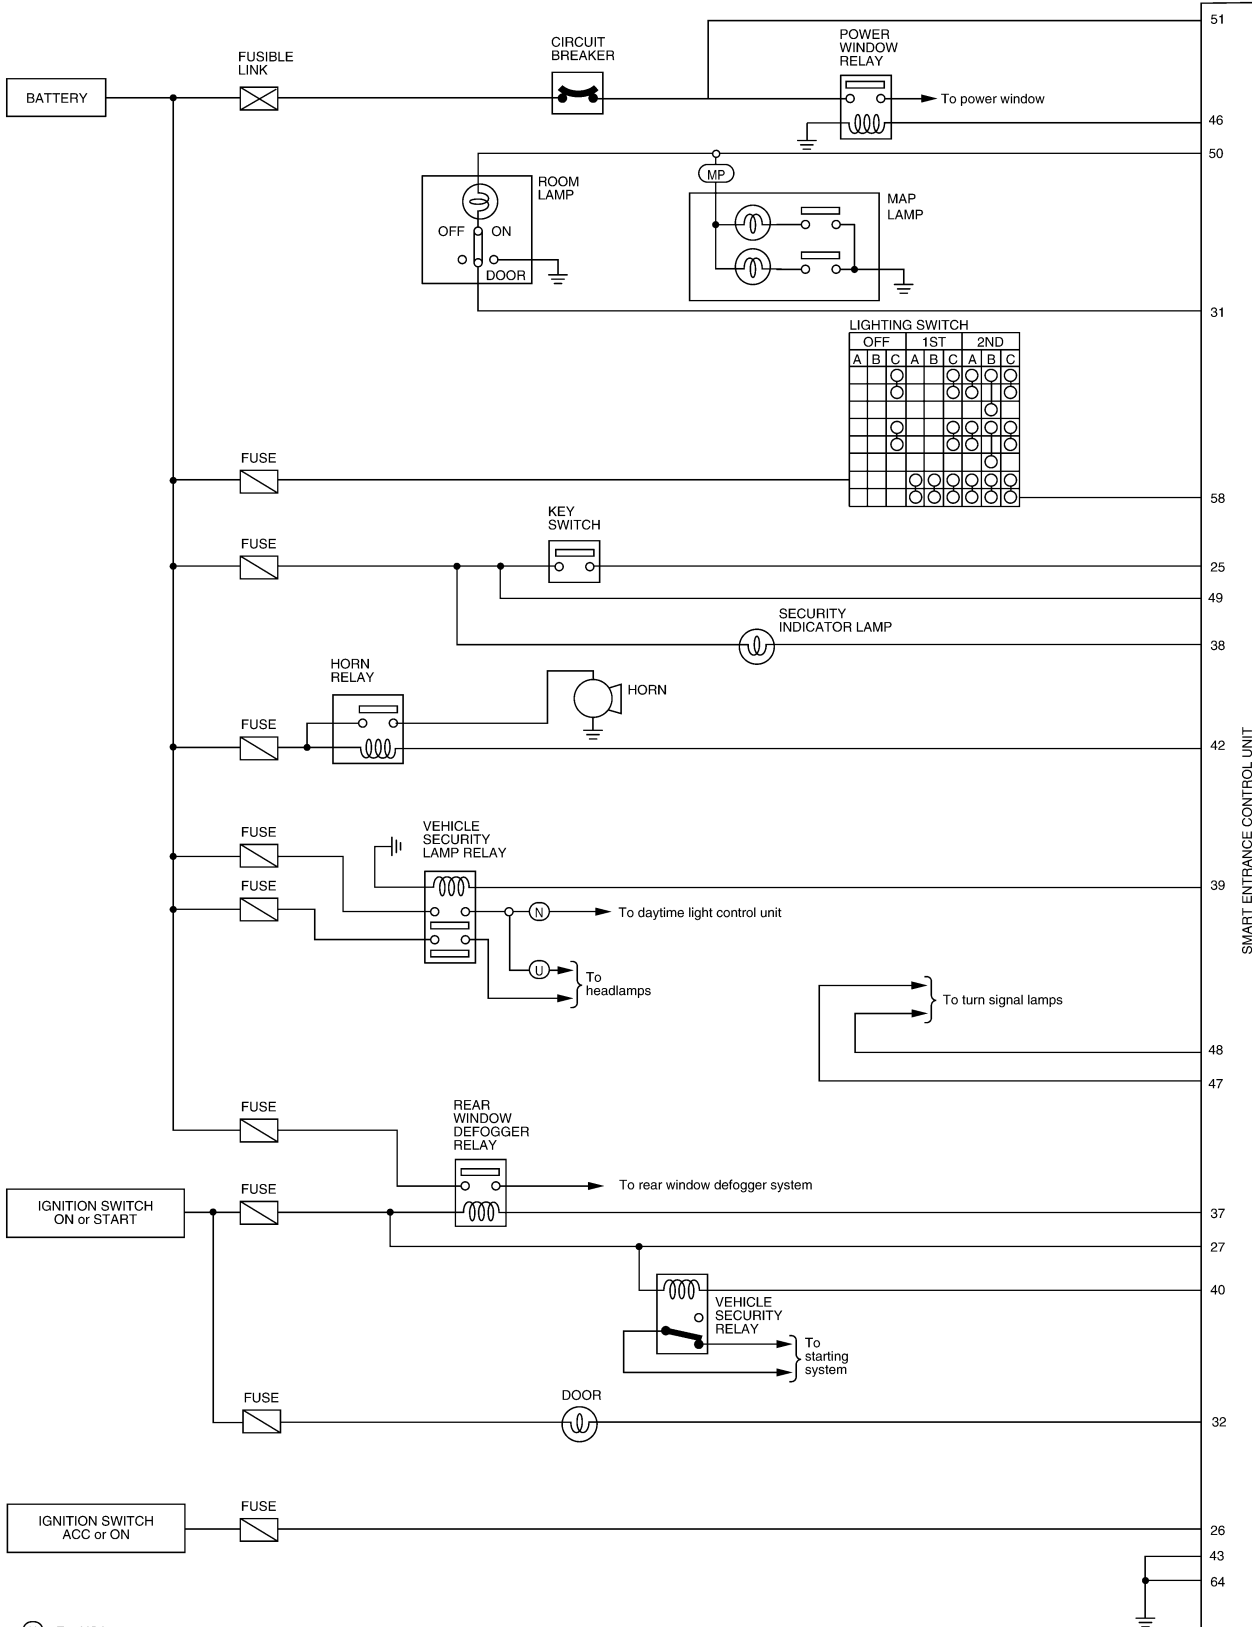 51
CIRCUIT
BREAKER
POWER
WINDOW
RELAY
FUSIBLE
LINK
BATTERY
To power window
46
50
MP
ROOM
LAMP
MAP
LAMP
OFF ON
DOOR
31
LIGHTING SWITCH
OFF 1ST 2ND
A B C A B C A B C
FUSE
58
KEY
SWITCH
FUSE
25
49
SECURITY
INDICATOR LAMP
38
HORN
RELAY
HORN
FUSE
42
SMART ENTRANCE CONTROL UNIT
VEHICLE
SECURITY
LAMP RELAY
FUSE
FUSE
39
N
To daytime light control unit
U
To
headlamps
To turn signal lamps
48
47
FUSE
REAR
WINDOW
DEFOGGER
RELAY
To rear window defogger system
IGNITION SWITCH
ON or START
FUSE
37
27
40
VEHICLE
SECURITY
RELAY
To
starting
system
FUSE
DOOR
32
IGNITION SWITCH
ACC or ON
FUSE
26
43
64